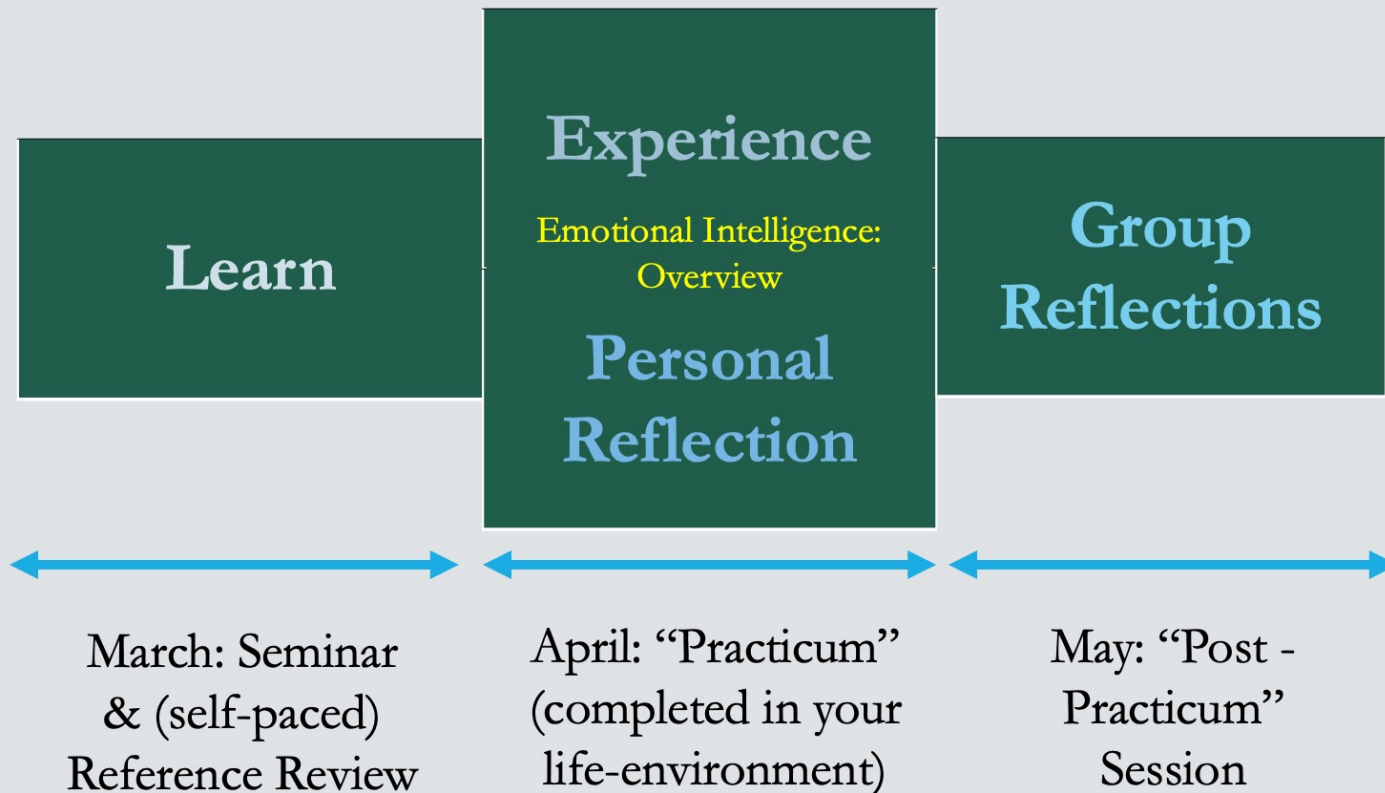 Learn
Experience
Emotional Intelligence:
Overview
Personal
Reflection
Group
Reflections
March: Seminar
& (self-paced)
Reference Review
April: “Practicum”
(completed in your
life-environment)
May: “Post -
Practicum”
Session